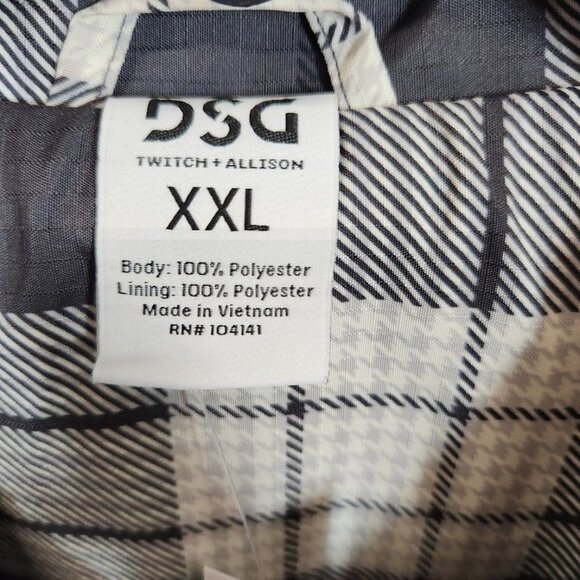 DSG
TWITCH + ALLISON
XXL
Body: 100% Polyester
Lining: 100% Polyester
Made in Vietnam
RN# 104141